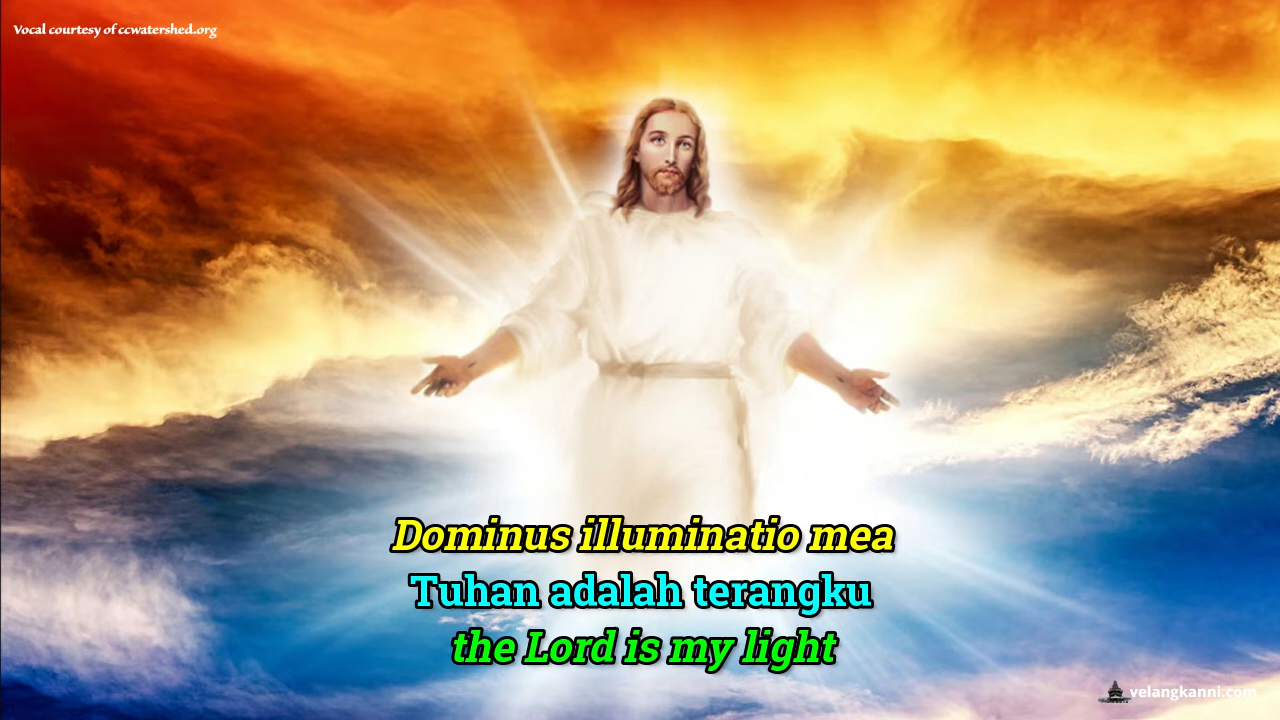 Vocal courtesy of ccwatershed.org
Dominus illuminatio mea
Tuhan adalah terangku
the Lord is my light
velangkanni.com